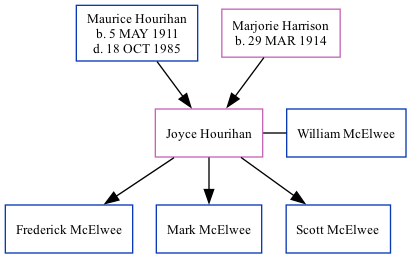 Maurice Hourihan
b. 5 MAY 1911
d. 18 OCT 1985
Marjorie Harrison
b. 29 MAR 1914
Joyce Hourihan
William McElwee
Frederick McElwee
Mark McElwee
Scott McElwee